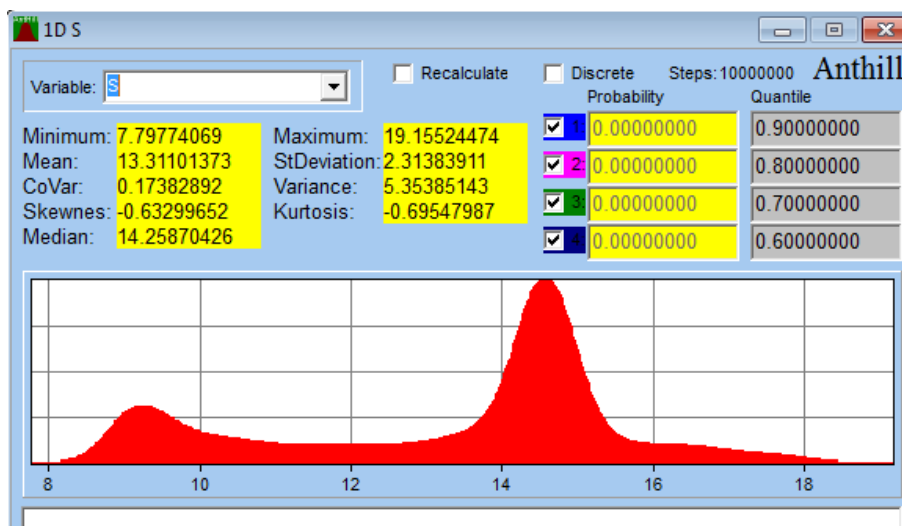 1D S
Variable: S
Recalculate
Discrete Steps:10000000 Anthill
Probability Quantile
Minimum: 7.79774069 Maximum: 19.15524474 1: 0.00000000 0.90000000
Mean: 13.31101373 StDeviation: 2.31383911 2: 0.00000000 0.80000000
CoVar: 0.17382892 Variance: 5.35385143 3: 0.00000000 0.70000000
Skewnes: -0.63299652 Kurtosis: -0.69547987 4: 0.00000000 0.60000000
Median: 14.25870426
8 10 12 14 16 18